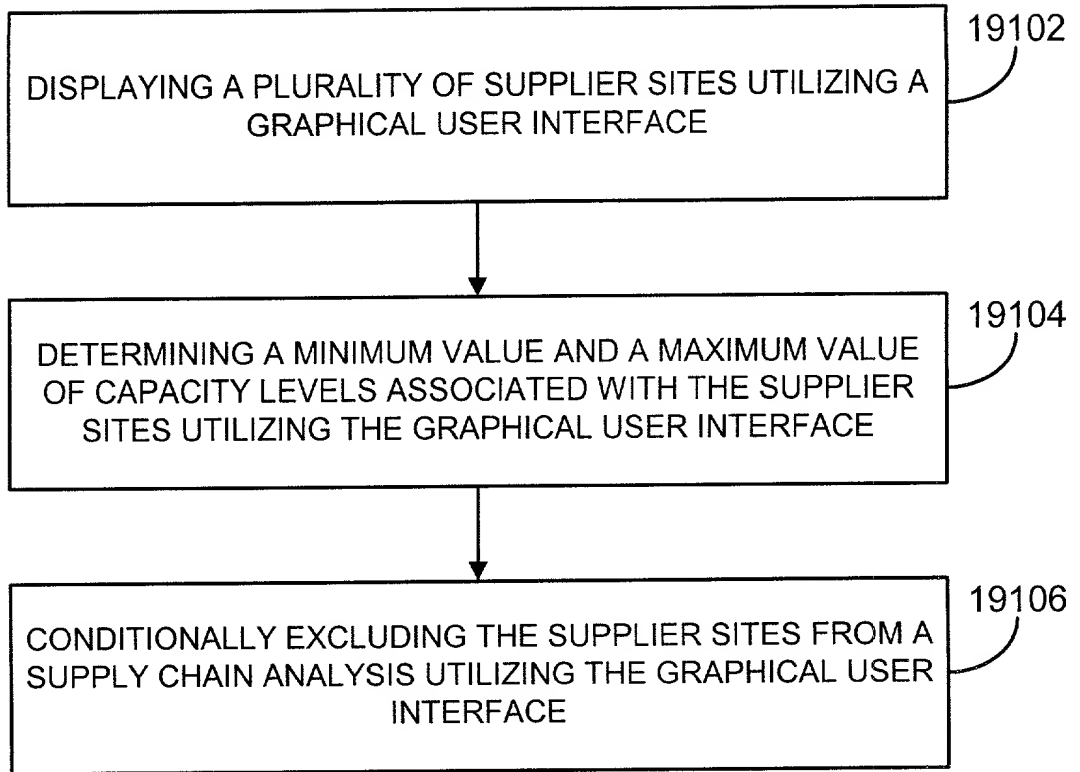 19102
DISPLAYING A PLURALITY OF SUPPLIER SITES UTILIZING A
GRAPHICAL USER INTERFACE
19104
DETERMINING A MINIMUM VALUE AND A MAXIMUM VALUE
OF CAPACITY LEVELS ASSOCIATED WITH THE SUPPLIER
SITES UTILIZING THE GRAPHICAL USER INTERFACE
19106
CONDITIONALLY EXCLUDING THE SUPPLIER SITES FROM A
SUPPLY CHAIN ANALYSIS UTILIZING THE GRAPHICAL USER
INTERFACE